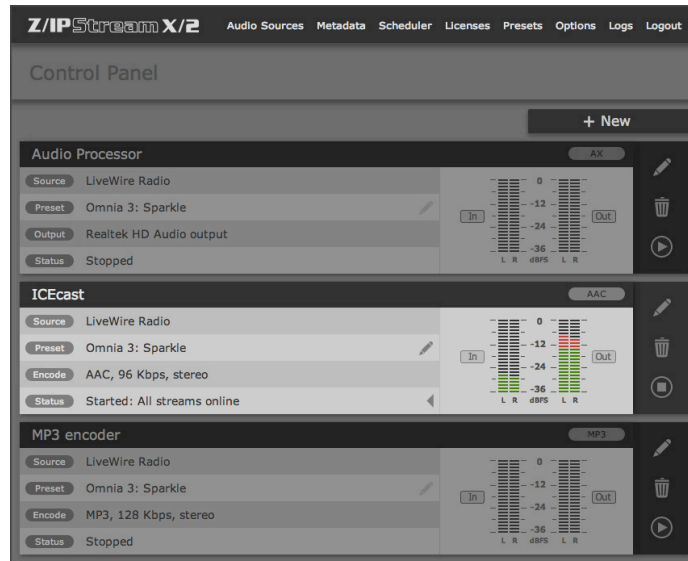 Z/IPStream X/2 Audio Sources Metadata Scheduler Licenses Presets Options Logs Logout
Control Panel
+ New
Audio Processor AX
Source LiveWire Radio
Preset Omnia 3: Sparkle
Output Realtek HD Audio output
Status Stopped
In 0 -12 -24 -36 Out
L R dBFS L R
ICEcast AAC
Source LiveWire Radio
Preset Omnia 3: Sparkle
Encode AAC, 96 Kbps, stereo
Status Started: All streams online
In 0 -12 -24 -36 Out
L R dBFS L R
MP3 encoder MP3
Source LiveWire Radio
Preset Omnia 3: Sparkle
Encode MP3, 128 Kbps, stereo
Status Stopped
In 0 -12 -24 -36 Out
L R dBFS L R